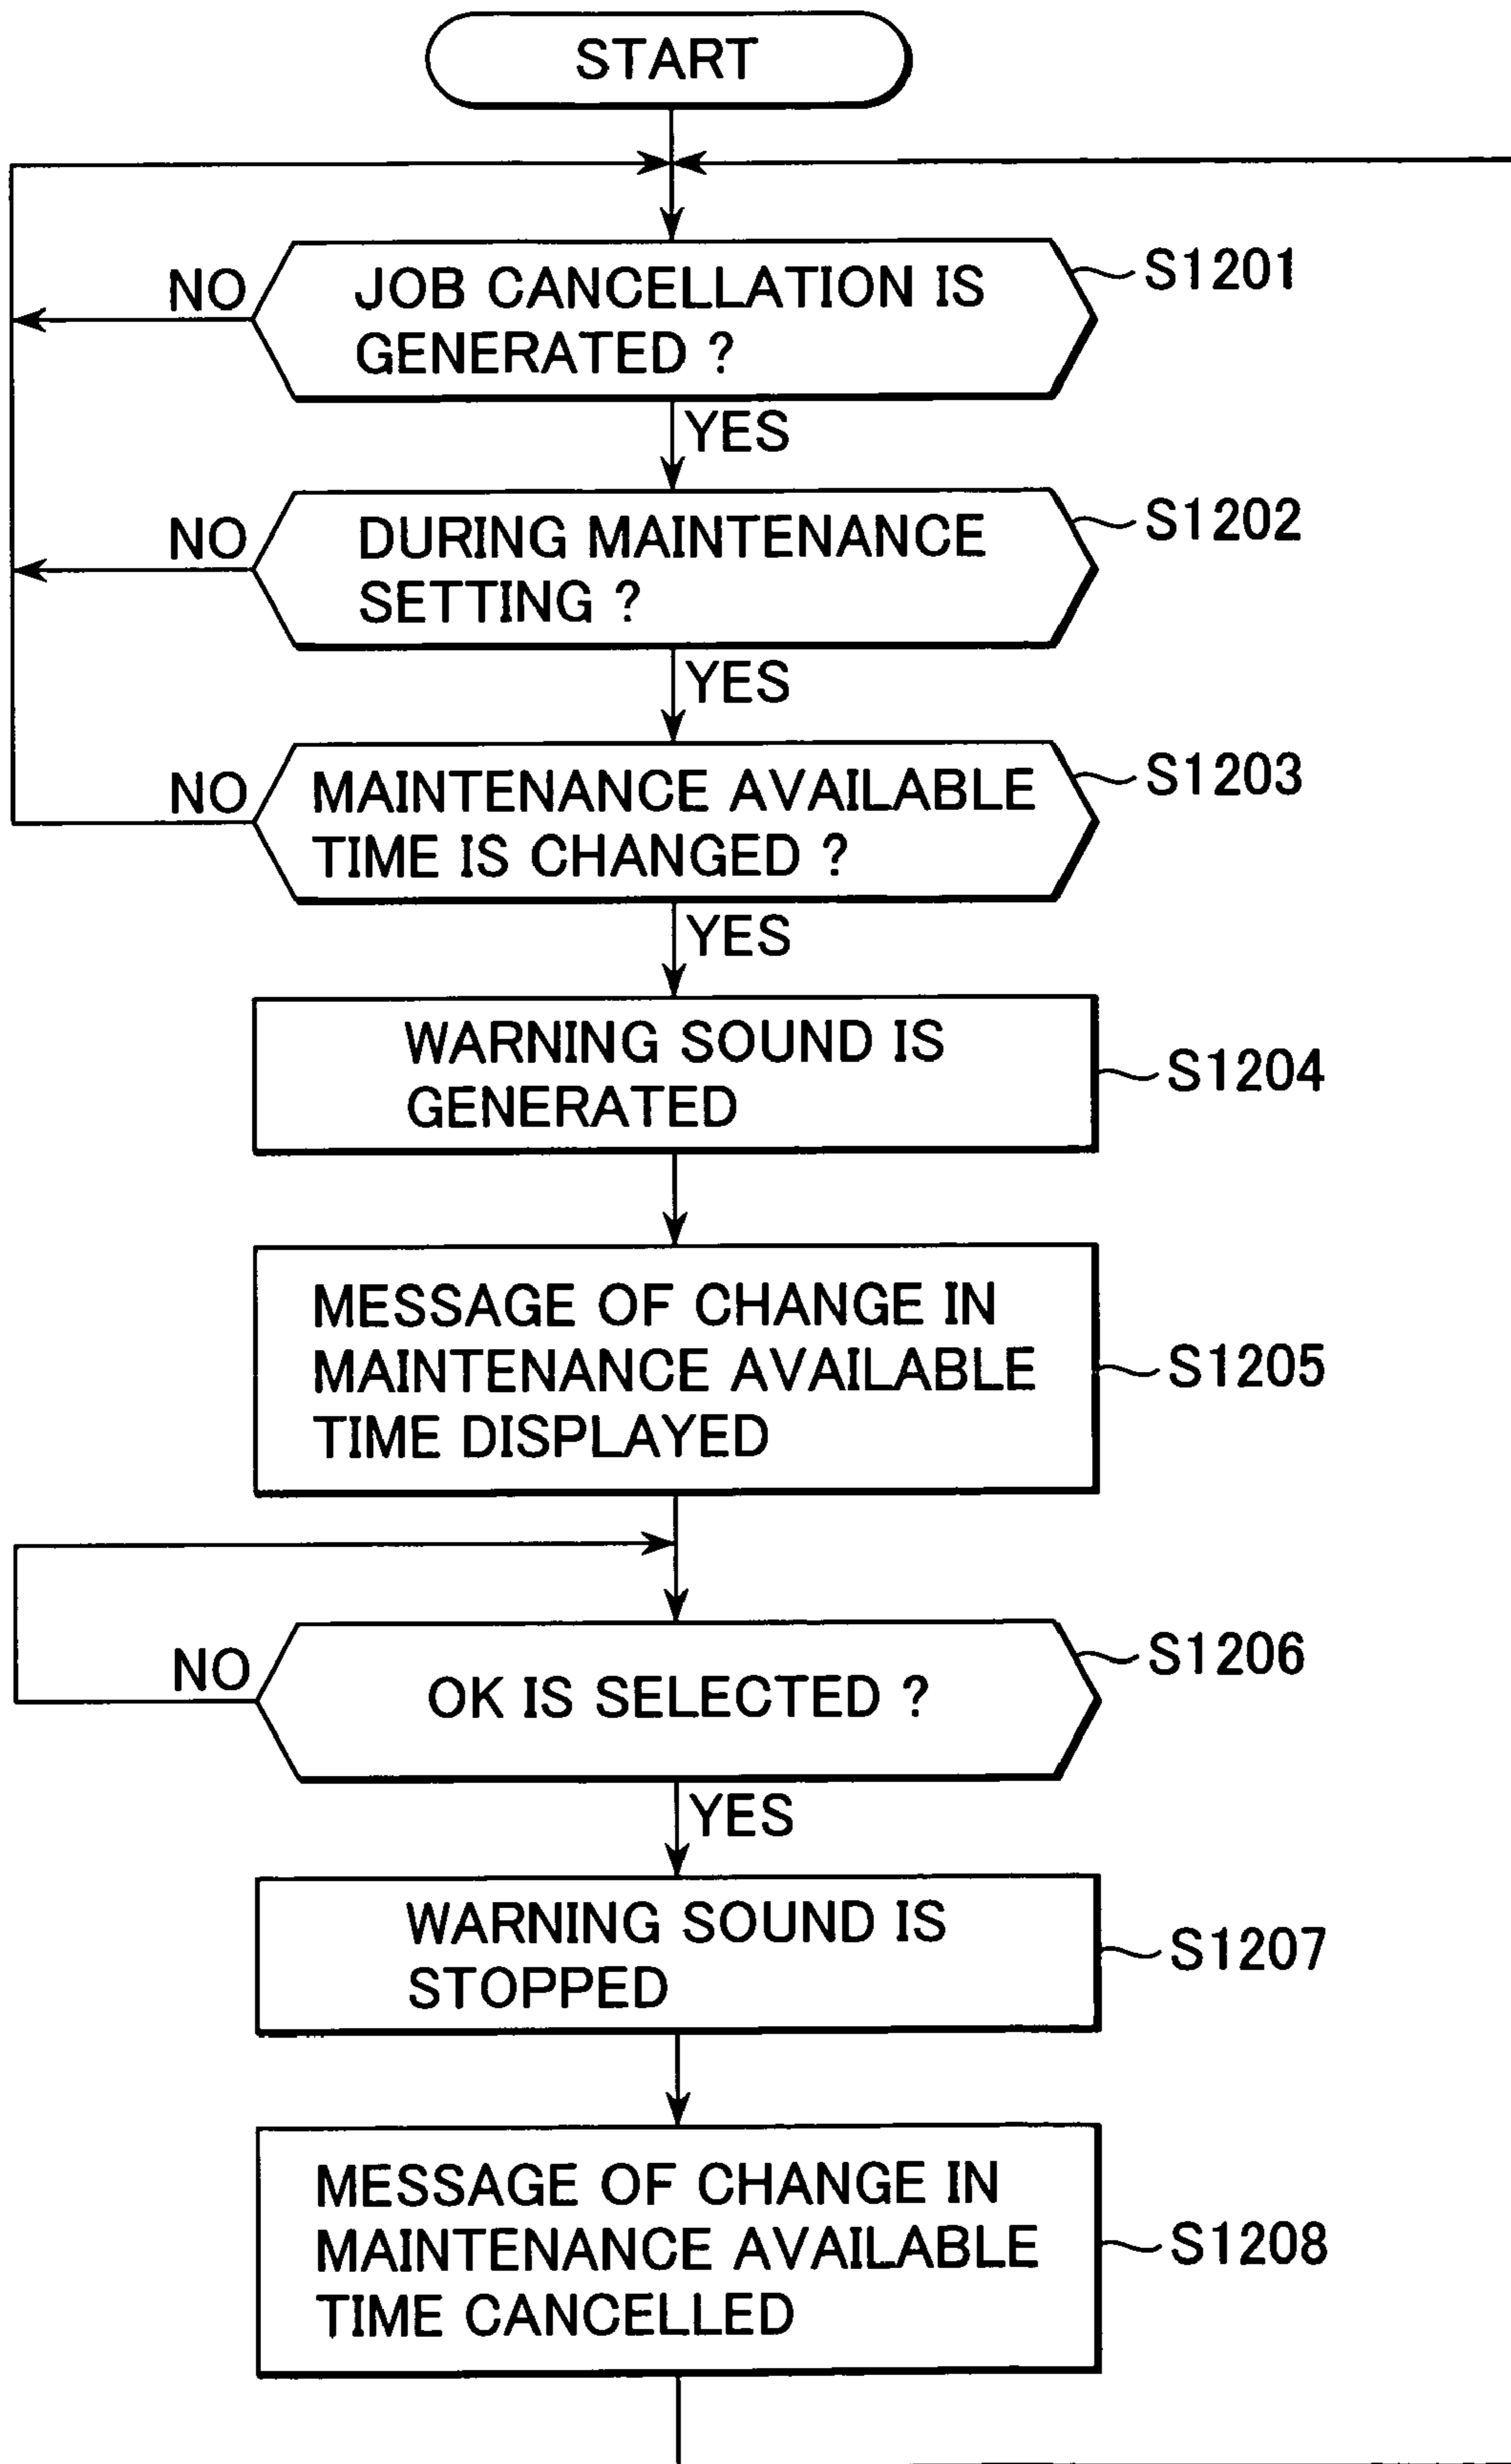 START
JOB CANCELLATION IS
GENERATED ?
S1201
NO
YES
DURING MAINTENANCE
SETTING ?
S1202
NO
YES
MAINTENANCE AVAILABLE
TIME IS CHANGED ?
S1203
NO
YES
WARNING SOUND IS
GENERATED
S1204
MESSAGE OF CHANGE IN
MAINTENANCE AVAILABLE
TIME DISPLAYED
S1205
OK IS SELECTED ?
S1206
NO
YES
WARNING SOUND IS
STOPPED
S1207
MESSAGE OF CHANGE IN
MAINTENANCE AVAILABLE
TIME CANCELLED
S1208